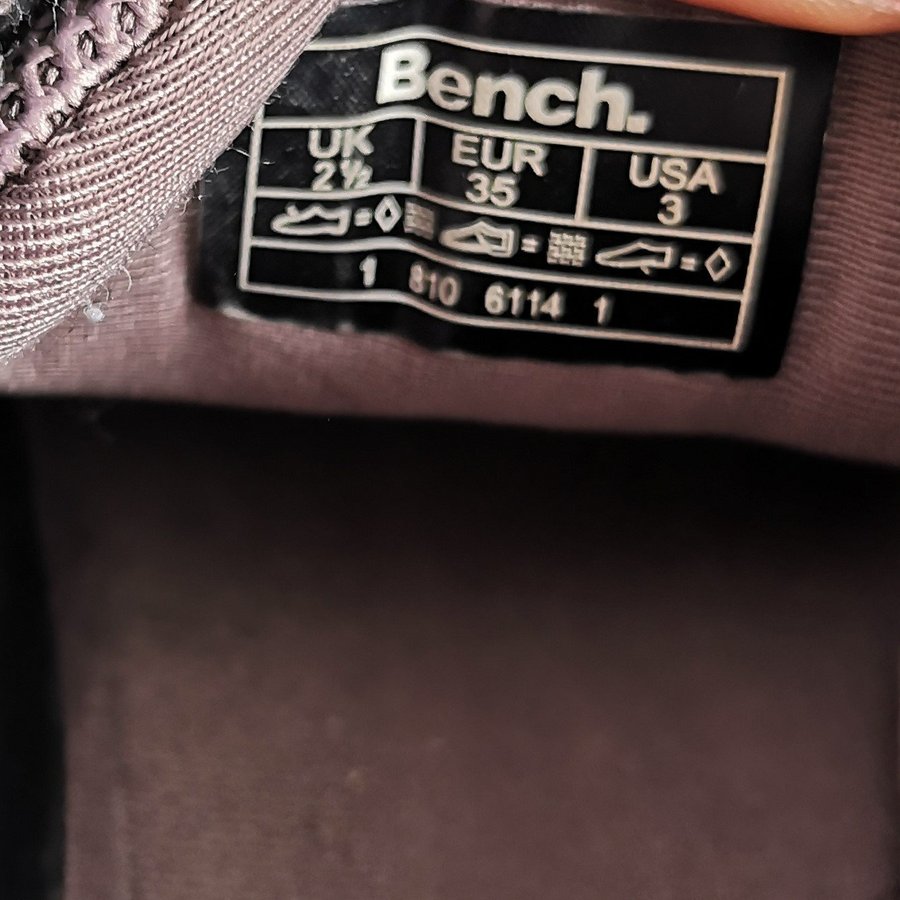 Bench.
UK EUR USA
2½ 35 3
1 810 6114 1